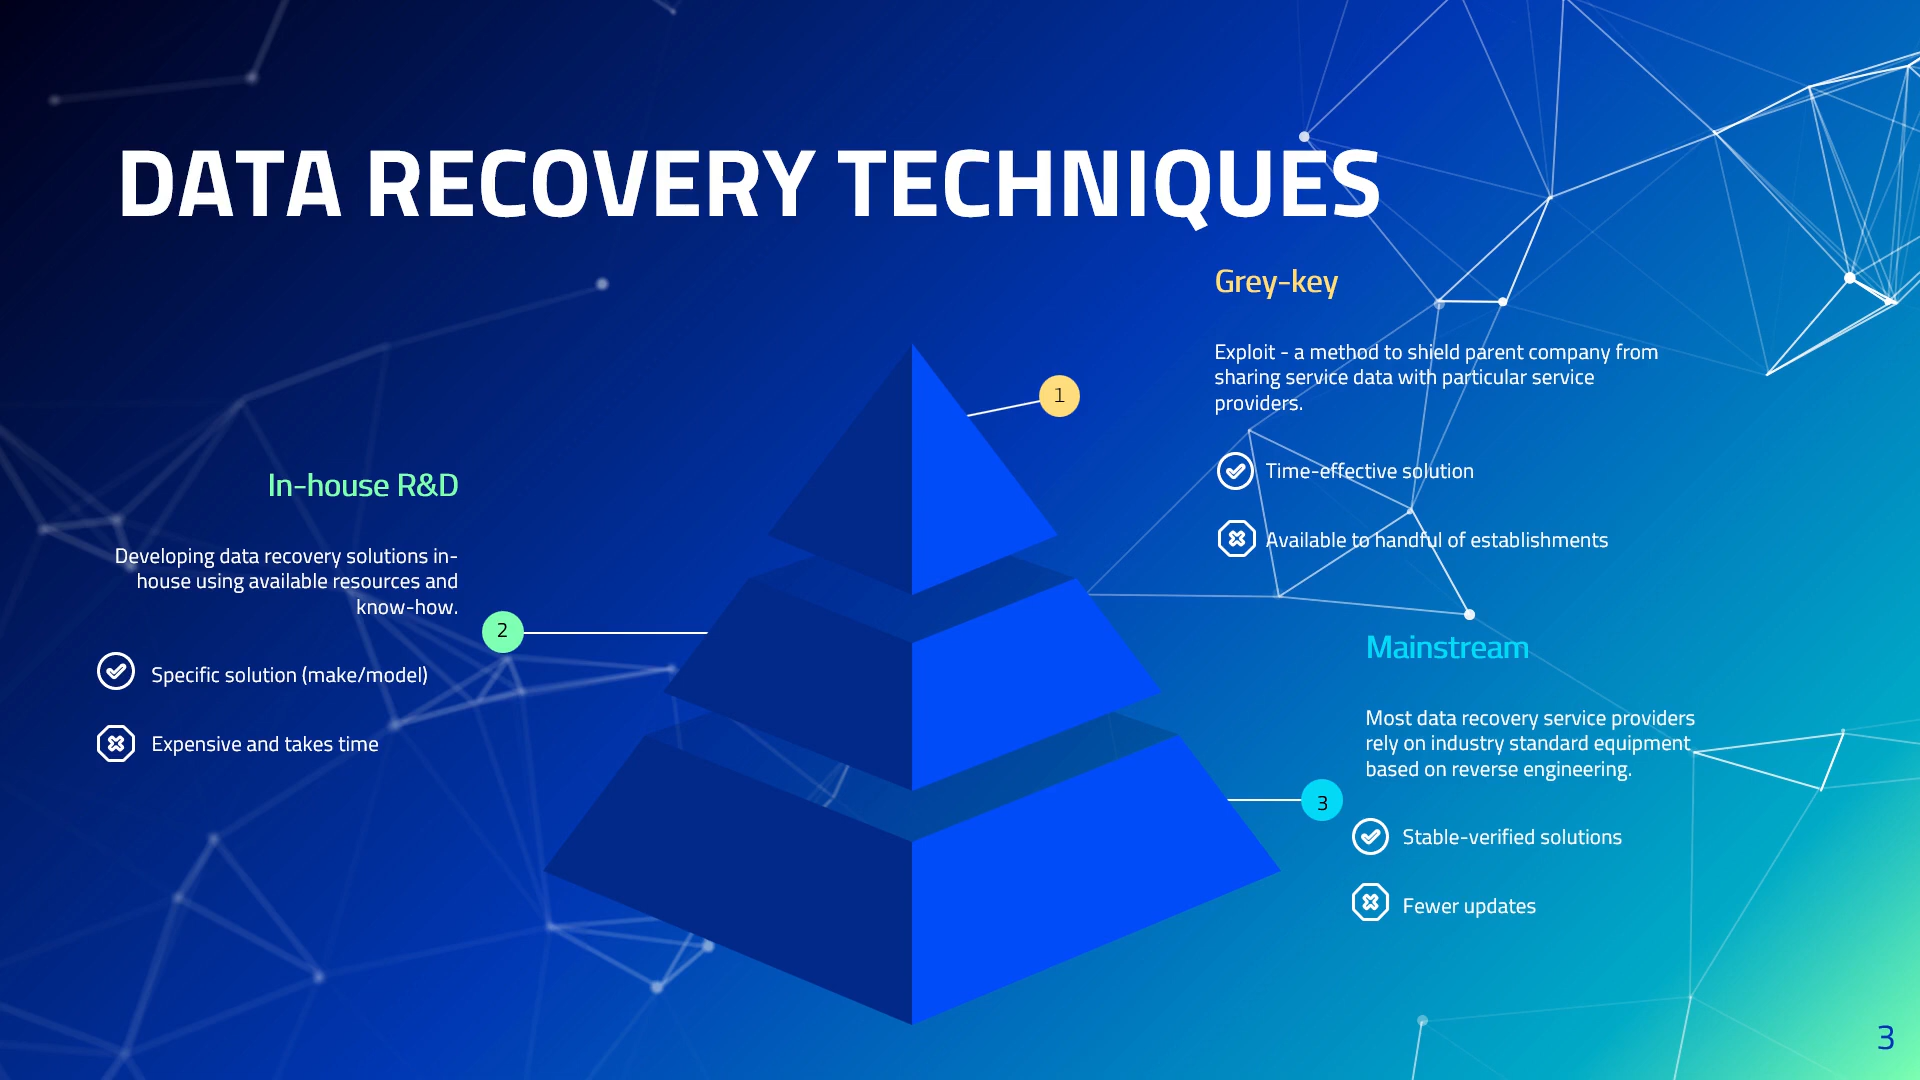 DATA RECOVERY TECHNIQUES
Grey-key
Exploit - a method to shield parent company from
sharing service data with particular service
providers.
Time-effective solution
Available to handful of establishments
1
In-house R&D
Developing data recovery solutions in-
house using available resources and
know-how.
2
Specific solution (make/model)
Expensive and takes time
Mainstream
Most data recovery service providers
rely on industry standard equipment
based on reverse engineering.
3
Stable-verified solutions
Fewer updates
3